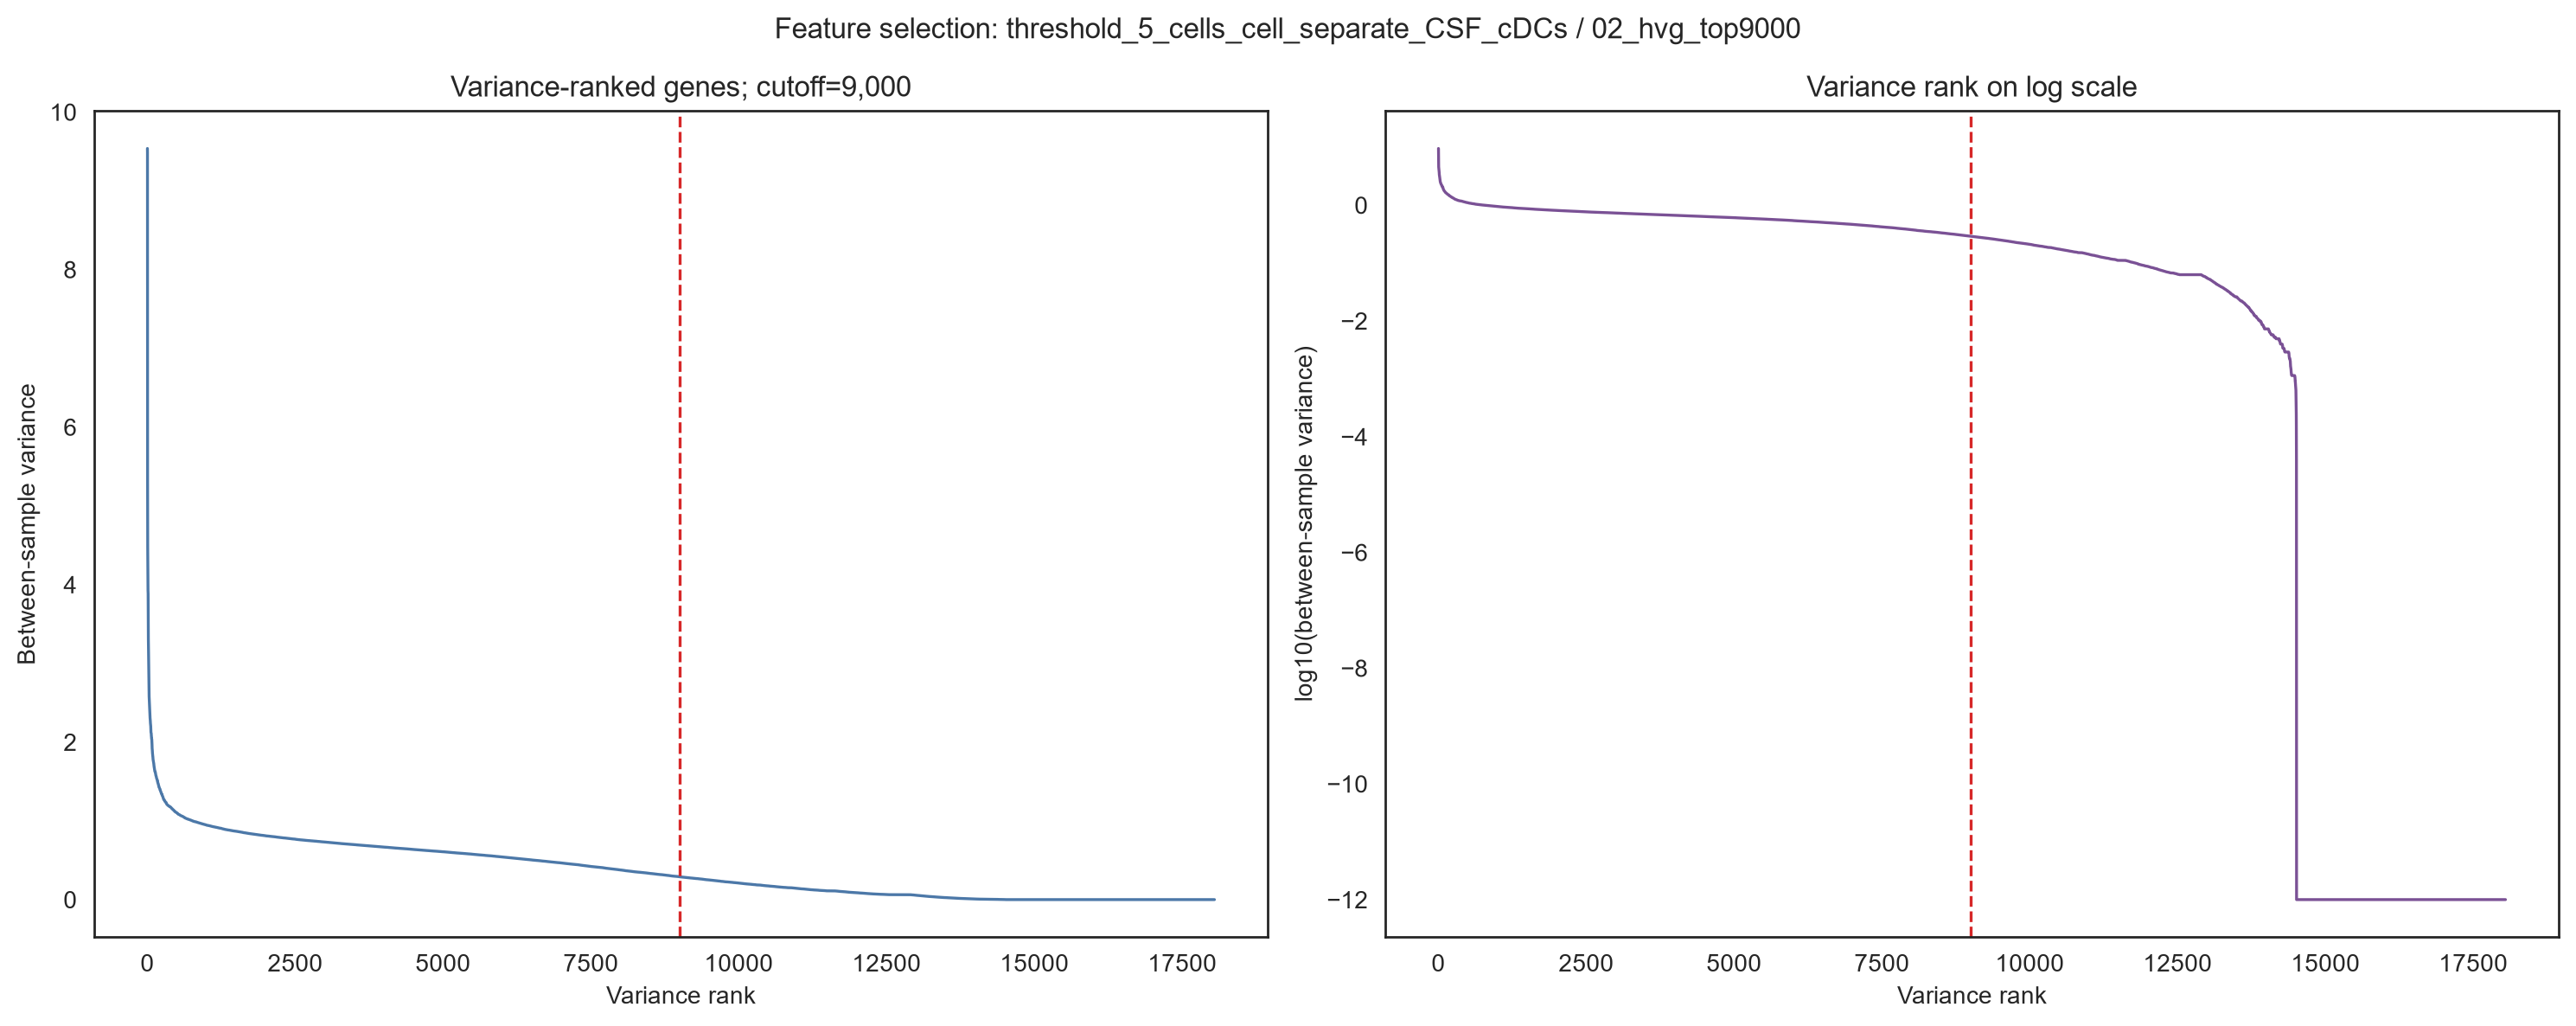 Feature selection: threshold_5_cells_cell_separate_CSF_cDCs / 02_hvg_top9000
Variance-ranked genes; cutoff=9,000
10
8
6
4
2
0
Between-sample variance
0 2500 5000 7500 10000 12500 15000 17500
Variance rank
Variance rank on log scale
0
−2
−4
−6
−8
−10
−12
log10(between-sample variance)
0 2500 5000 7500 10000 12500 15000 17500
Variance rank